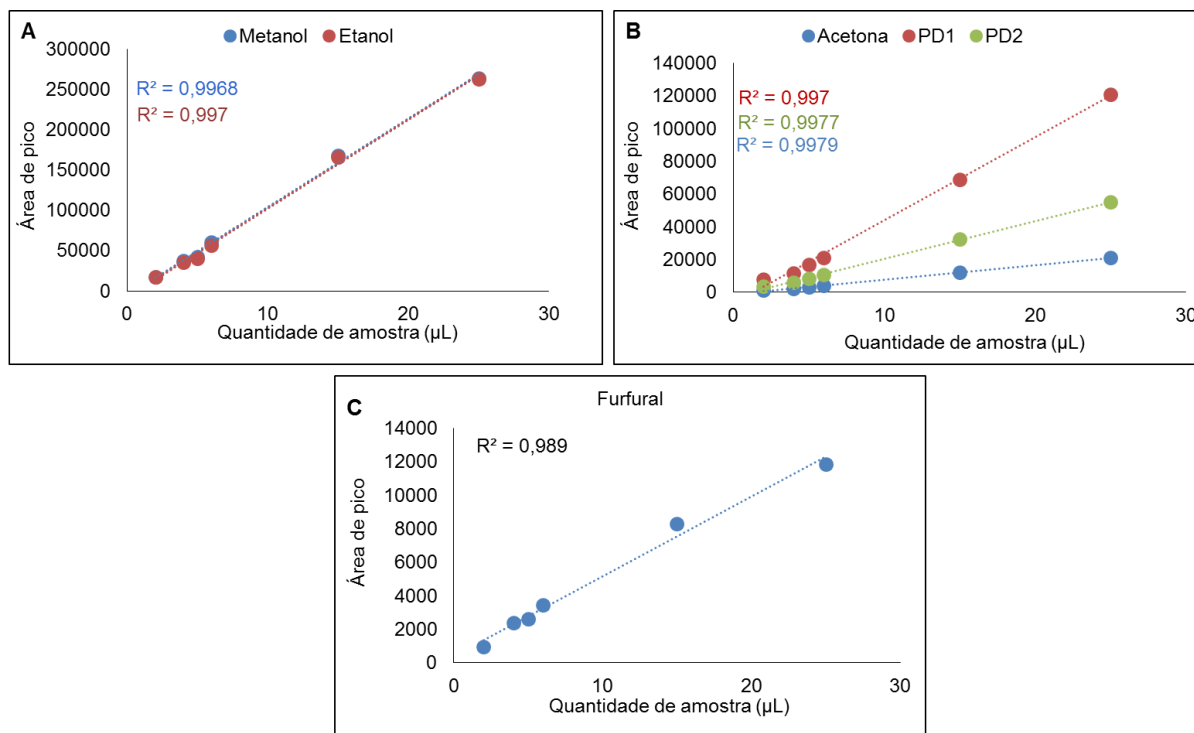 A
Metanol Etanol
300000
250000
200000
150000
100000
50000
0
R² = 0,9968
R² = 0,997
Área de pico
0 10 20 30
Quantidade de amostra (µL)
B
Acetona PD1 PD2
140000
120000
100000
80000
60000
40000
20000
0
R² = 0,997
R² = 0,9977
R² = 0,9979
Área de pico
0 10 20 30
Quantidade de amostra (µL)
C
Furfural
14000
12000
10000
8000
6000
4000
2000
0
R² = 0,989
Área de pico
0 10 20 30
Quantidade de amostra (µL)